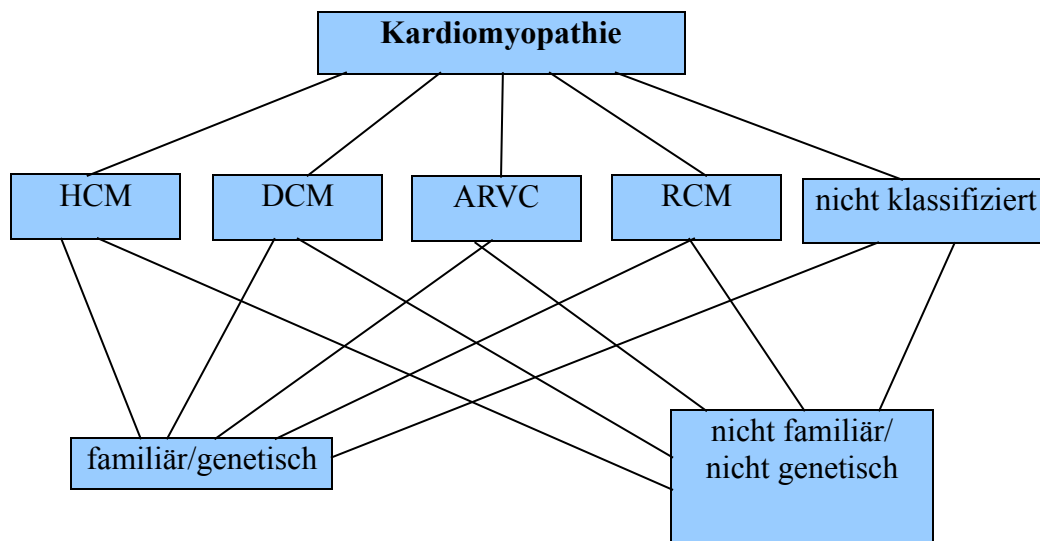 Kardiomyopathie
HCM
DCM
ARVC
RCM
nicht klassifiziert
familiär/genetisch
nicht familiär/
nicht genetisch